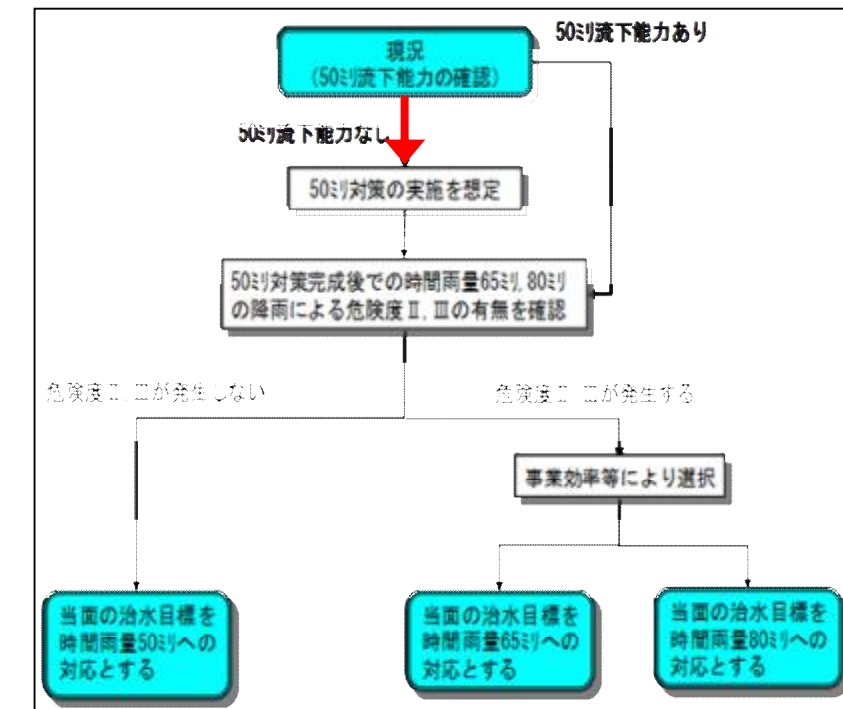 50ﾐﾘ流下能力あり
現況
(50ﾐﾘ流下能力の確認)
50ﾐﾘ流下能力なし
50ﾐﾘ対策の実施を想定
50ﾐﾘ対策完成後での時間雨量65ﾐﾘ,80ﾐﾘ
の降雨による危険度Ⅱ,Ⅲの有無を確認
危険度Ⅱ,Ⅲが発生しない
危険度Ⅱ,Ⅲが発生する
事業効率等により選択
当面の治水目標を
時間雨量50ﾐﾘへの
対応とする
当面の治水目標を
時間雨量65ﾐﾘへの
対応とする
当面の治水目標を
時間雨量80ﾐﾘへの
対応とする